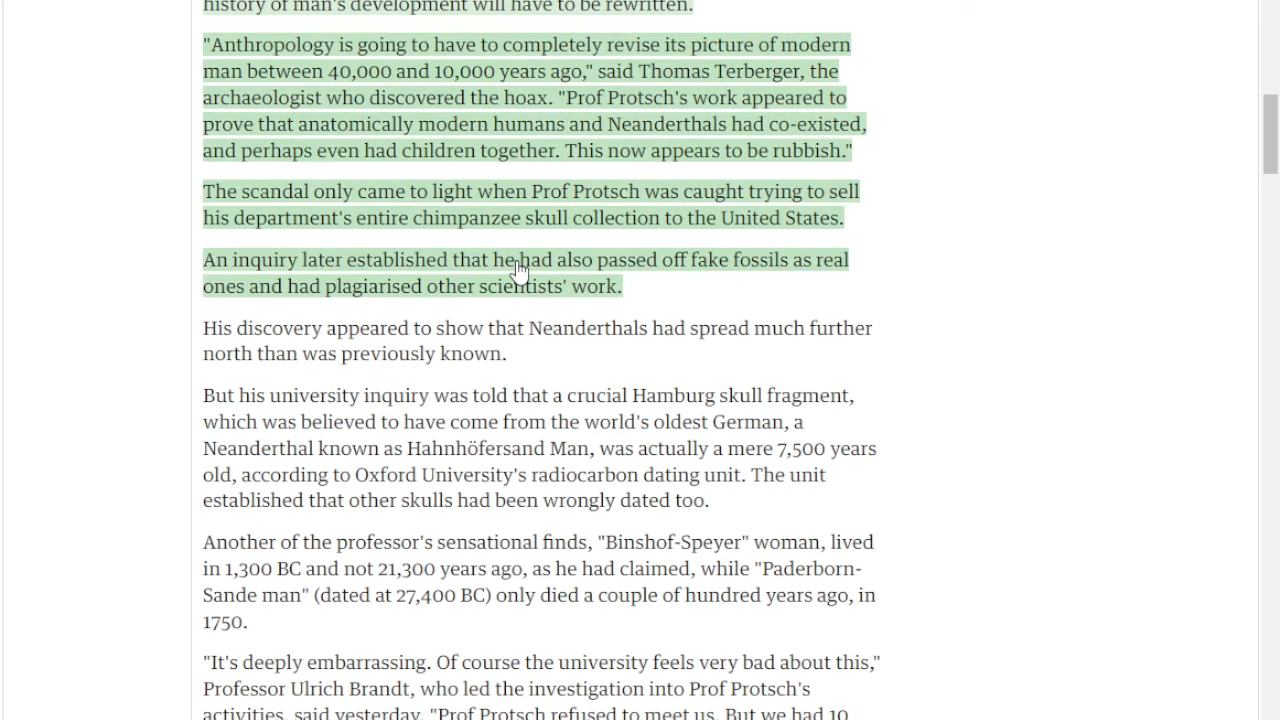 history of man's development will have to be rewritten.
"Anthropology is going to have to completely revise its picture of modern
man between 40,000 and 10,000 years ago," said Thomas Terberger, the
archaeologist who discovered the hoax. "Prof Protsch's work appeared to
prove that anatomically modern humans and Neanderthals had co-existed,
and perhaps even had children together. This now appears to be rubbish."
The scandal only came to light when Prof Protsch was caught trying to sell
his department's entire chimpanzee skull collection to the United States.
An inquiry later established that he had also passed off fake fossils as real
ones and had plagiarised other scientists' work.
His discovery appeared to show that Neanderthals had spread much further
north than was previously known.
But his university inquiry was told that a crucial Hamburg skull fragment,
which was believed to have come from the world's oldest German, a
Neanderthal known as Hahnhöfersand Man, was actually a mere 7,500 years
old, according to Oxford University's radiocarbon dating unit. The unit
established that other skulls had been wrongly dated too.
Another of the professor's sensational finds, "Binshof-Speyer" woman, lived
in 1,300 BC and not 21,300 years ago, as he had claimed, while "Paderborn-
Sande man" (dated at 27,400 BC) only died a couple of hundred years ago, in
1750.
"It's deeply embarrassing. Of course the university feels very bad about this,"
Professor Ulrich Brandt, who led the investigation into Prof Protsch's
activities, said yesterday. "Prof Protsch refused to meet us. But we had 10